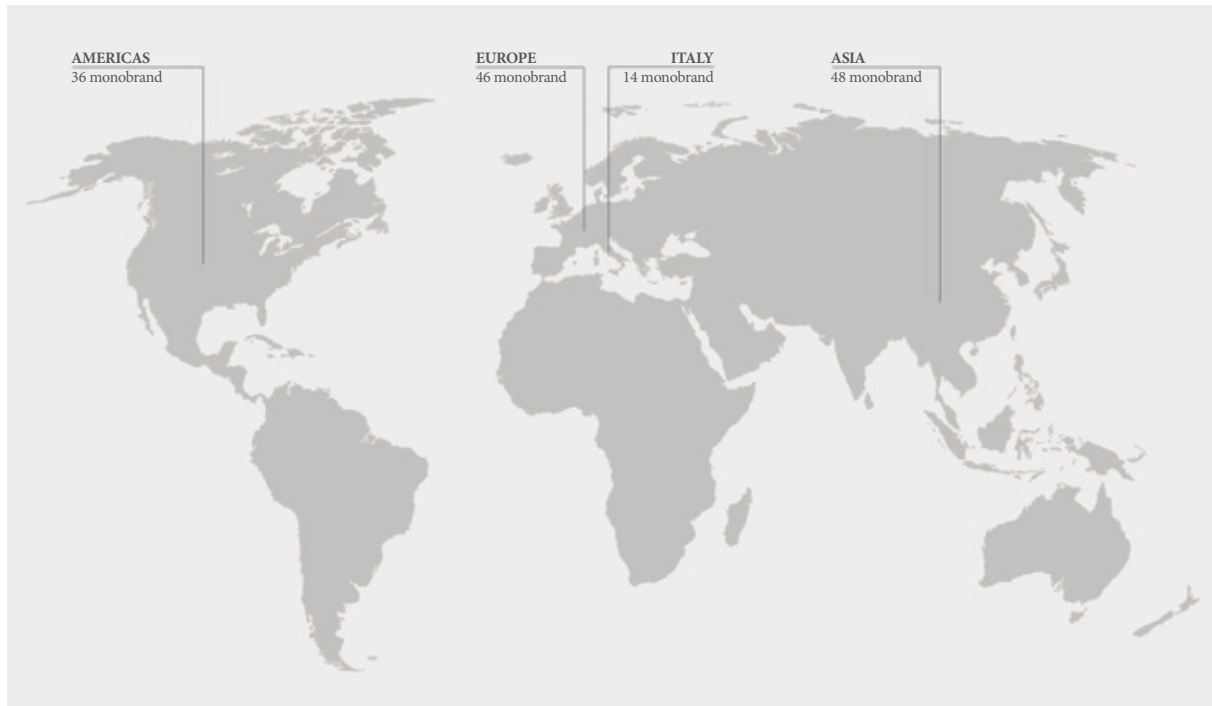 AMERICAS
36 monobrand
EUROPE
46 monobrand
ITALY
14 monobrand
ASIA
48 monobrand